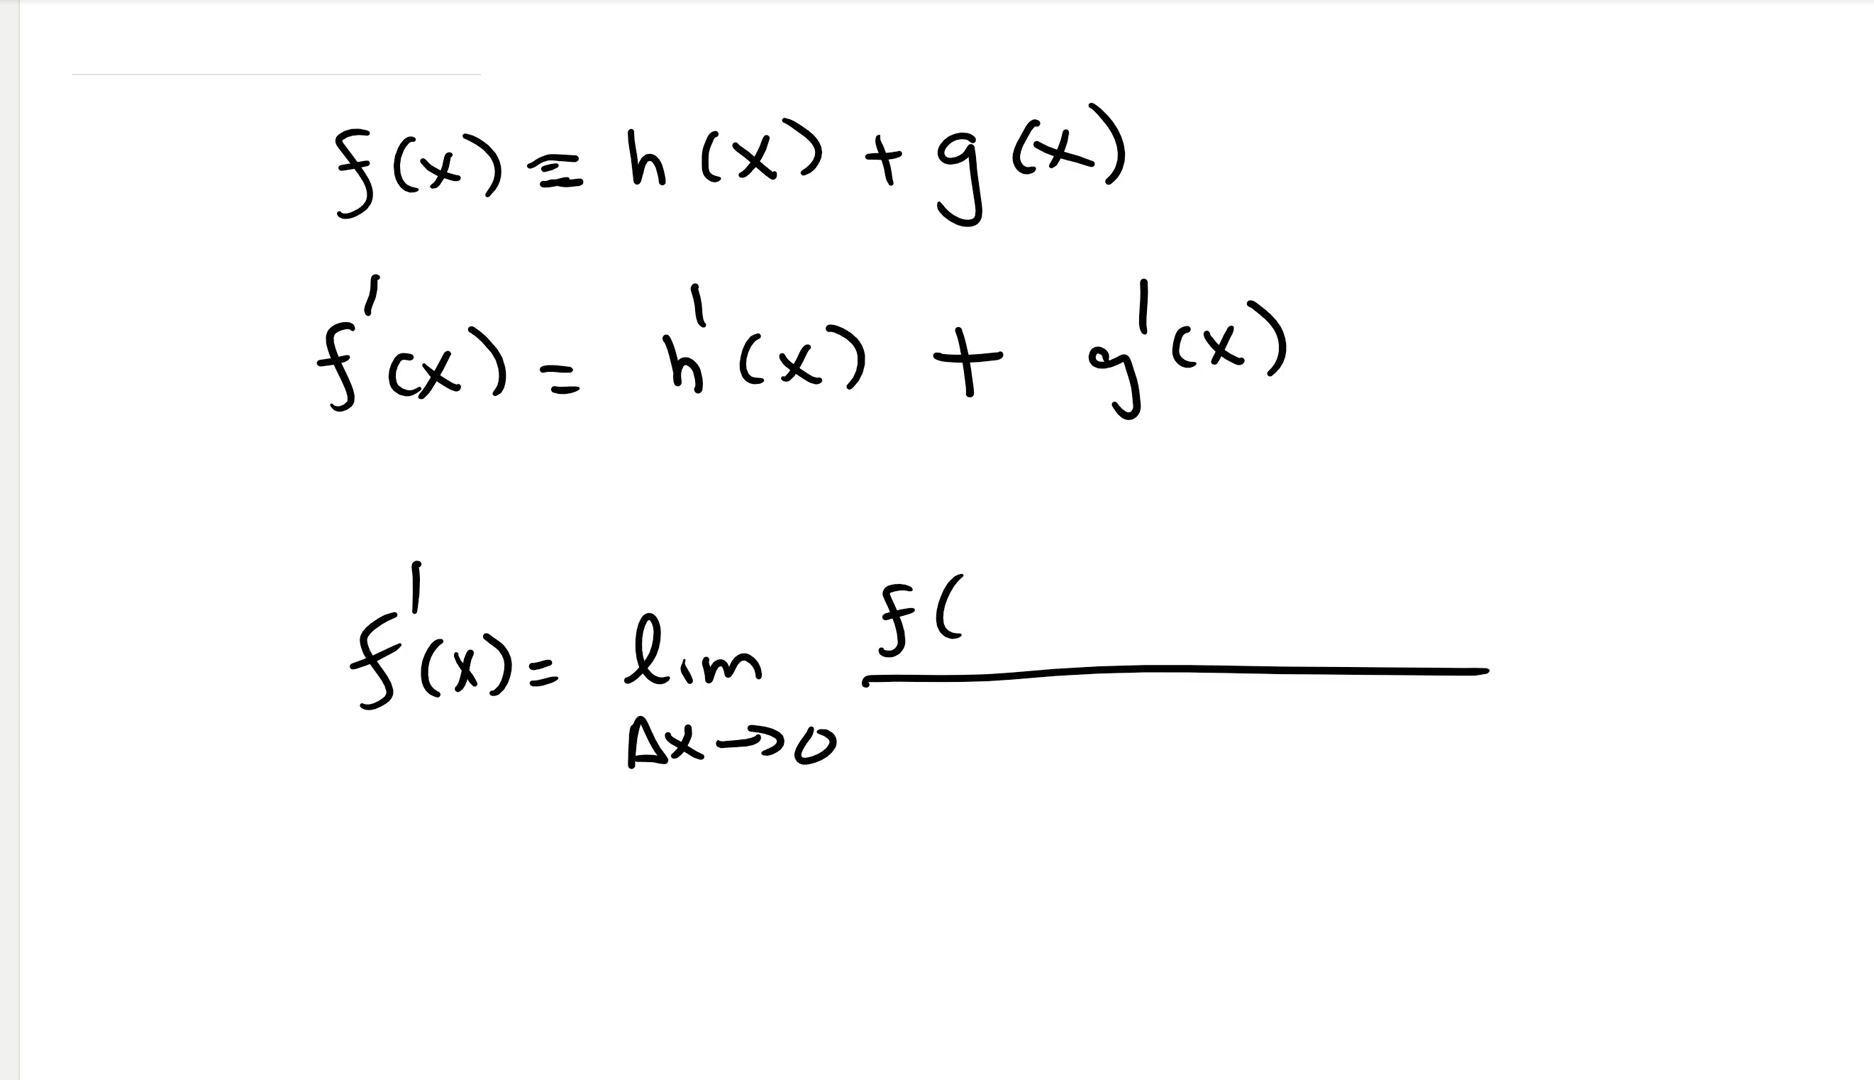 f(x) = h(x) + g(x)
f'(x) = h'(x) + g'(x)
f'(x) = lim Δx→0 f(